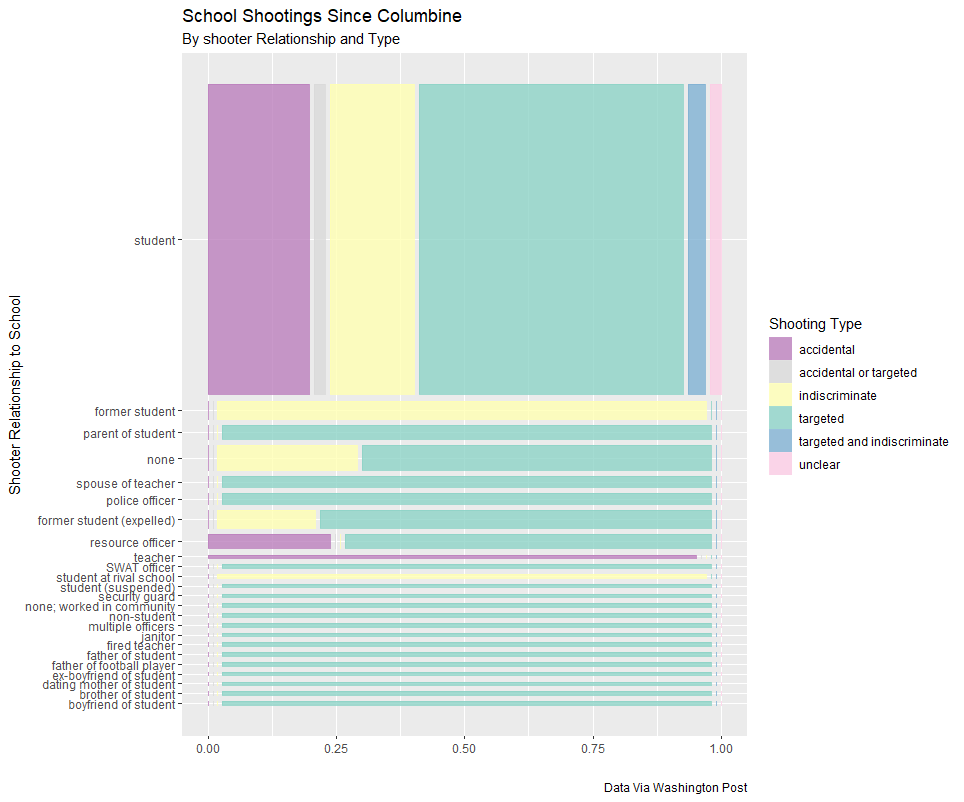 School Shootings Since Columbine
By shooter Relationship and Type
Shooter Relationship to School
student
former student
parent of student
none
spouse of teacher
police officer
former student (expelled)
resource officer
teacher
SWAT officer
student at rival school
student (suspended)
security guard
none; worked in community
non-student
multiple officers
janitor
fired teacher
father of student
father of football player
ex-boyfriend of student
dating mother of student
brother of student
boyfriend of student
0.00 0.25 0.50 0.75 1.00
Shooting Type
accidental
accidental or targeted
indiscriminate
targeted
targeted and indiscriminate
unclear
Data Via Washington Post